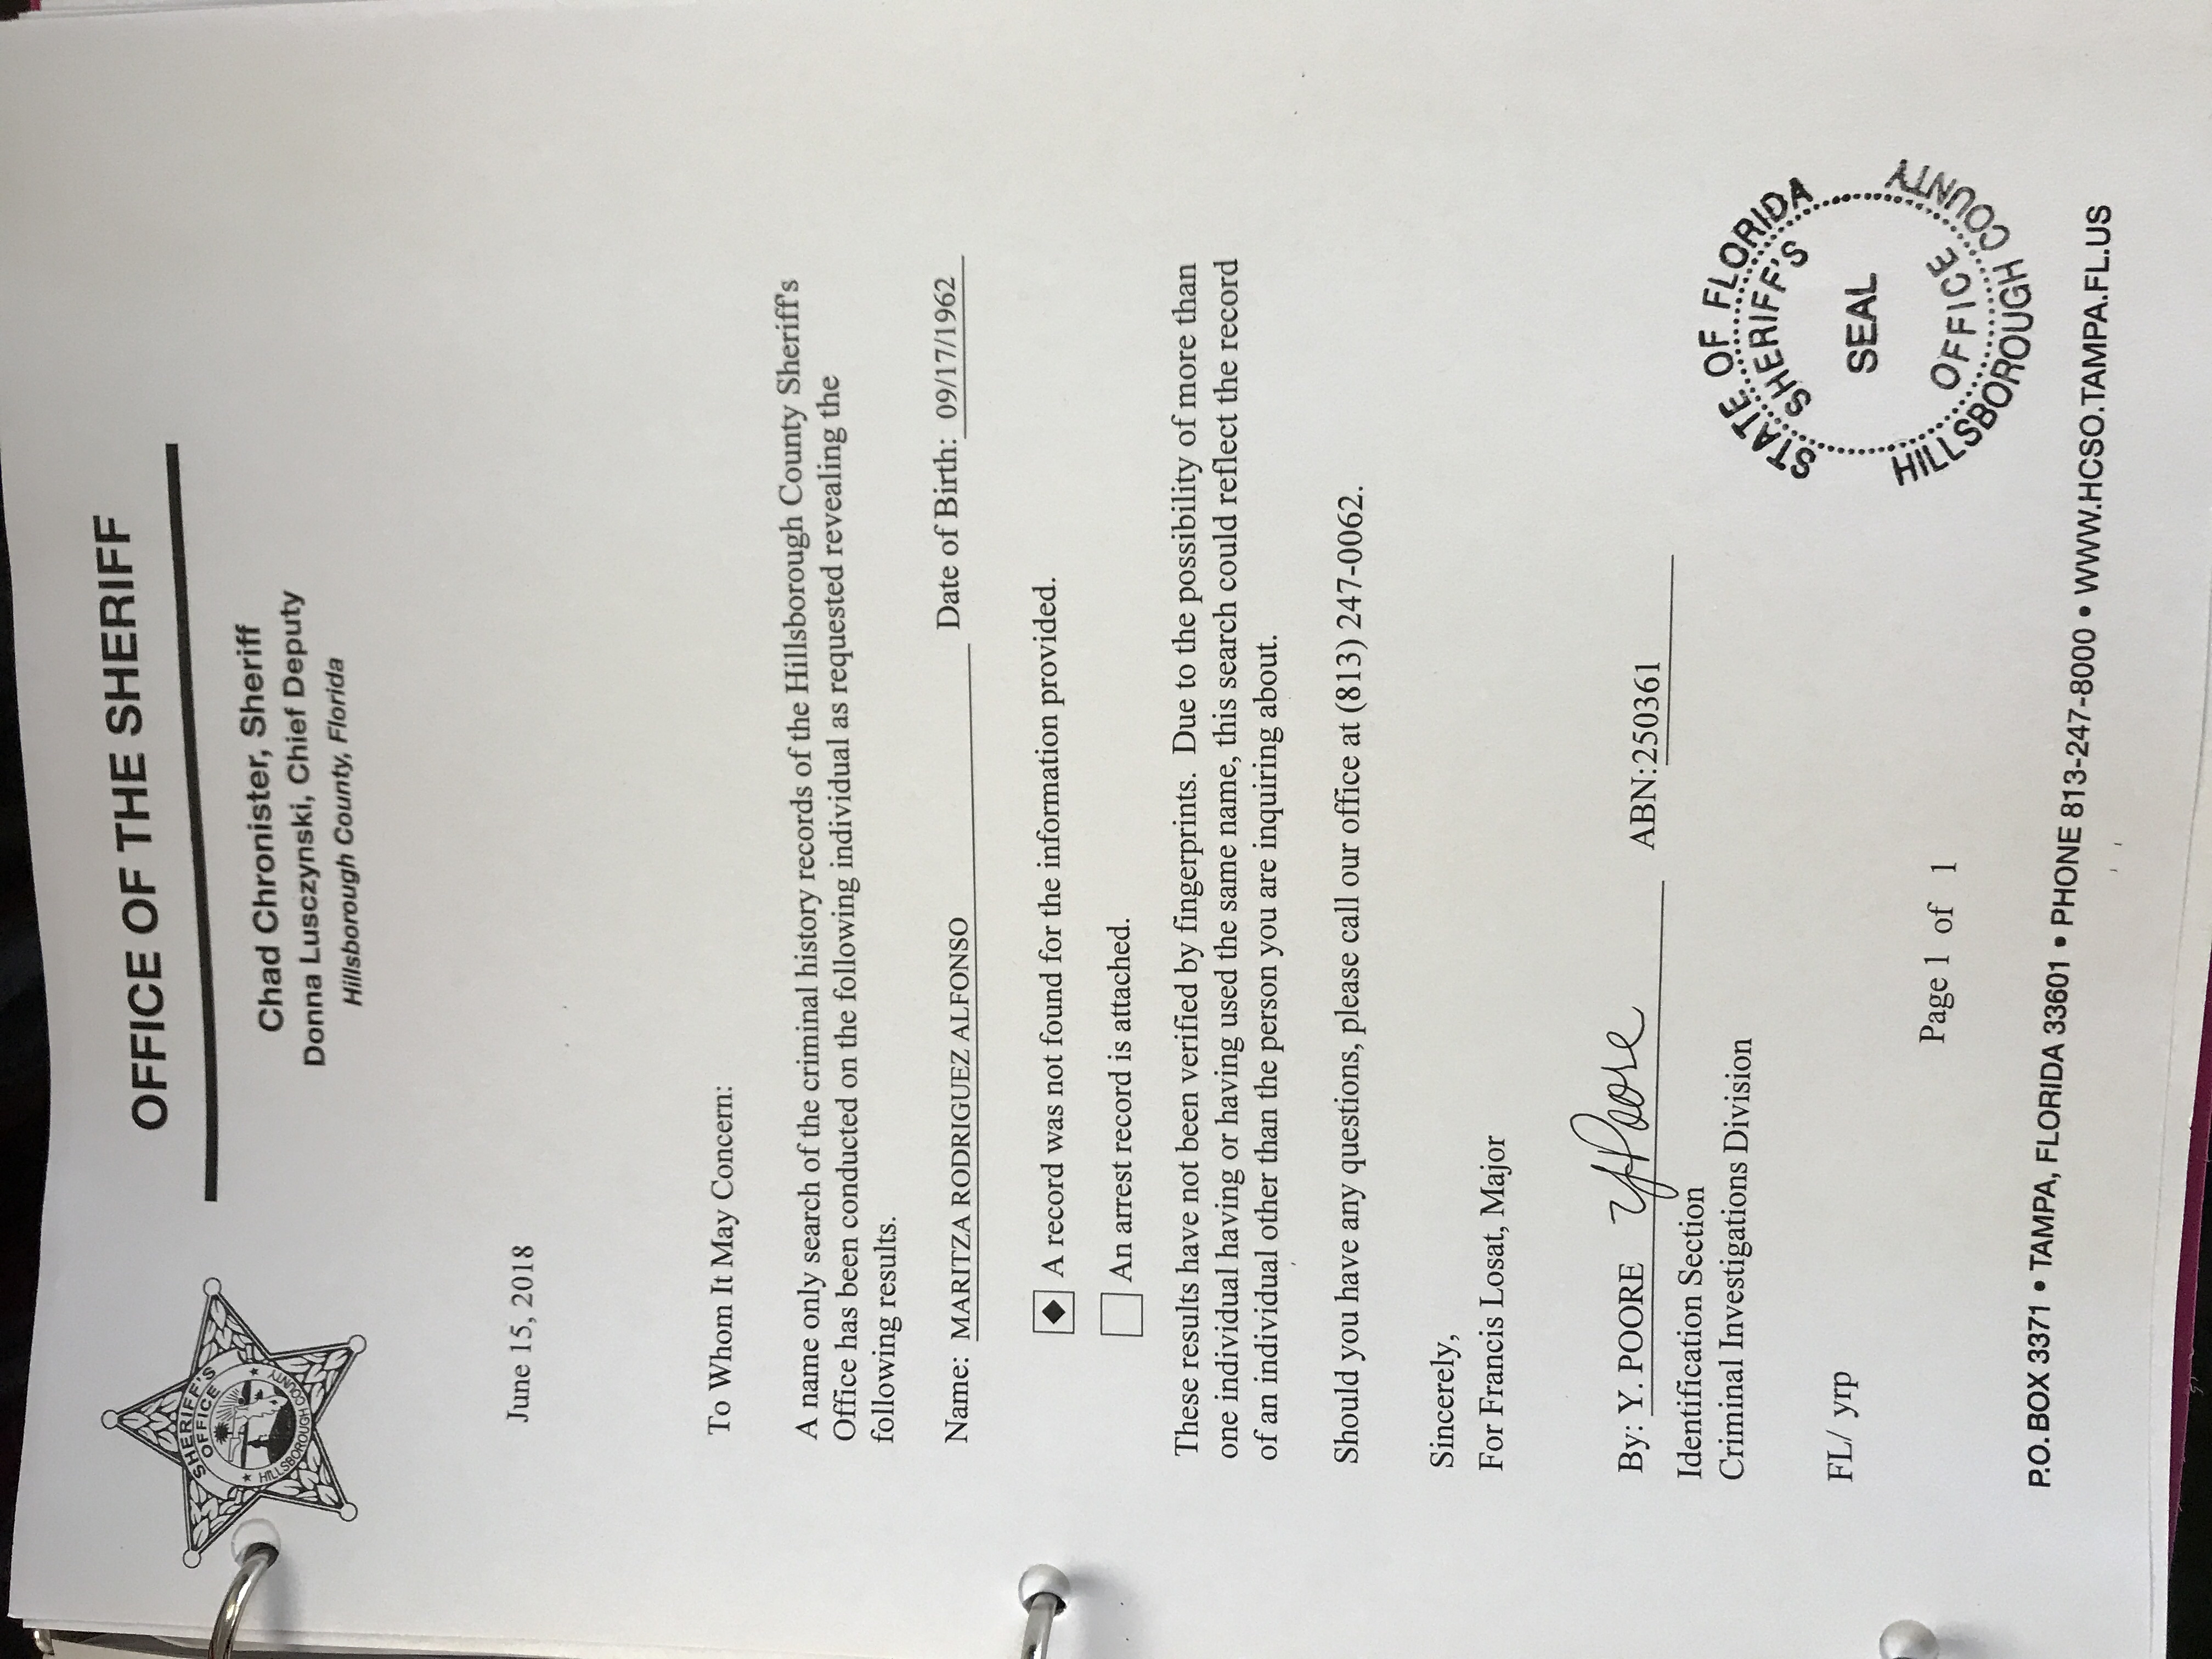 SHERIFF'S
OFFICE
HILLSBOROUGH COUNTY
OFFICE OF THE SHERIFF
Chad Chronister, Sheriff
Donna Lusczynski, Chief Deputy
Hillsborough County, Florida
June 15, 2018
To Whom It May Concern:
A name only search of the criminal history records of the Hillsborough County Sheriff's
Office has been conducted on the following individual as requested revealing the
following results.
Name: MARITZA RODRIGUEZ ALFONSO Date of Birth: 09/17/1962
A record was not found for the information provided.
An arrest record is attached.
These results have not been verified by fingerprints. Due to the possibility of more than
one individual having or having used the same name, this search could reflect the record
of an individual other than the person you are inquiring about.
Should you have any questions, please call our office at (813) 247-0062.
Sincerely,
For Francis Losat, Major
By: Y. POORE YPoore ABN:250361
Identification Section
Criminal Investigations Division
FL/ yrp
STATE OF FLORIDA
SHERIFF'S
SEAL
OFFICE
HILLSBOROUGH COUNTY
Page 1 of 1
P.O. BOX 3371 • TAMPA, FLORIDA 33601 • PHONE 813-247-8000 • WWW.HCSO.TAMPA.FL.US